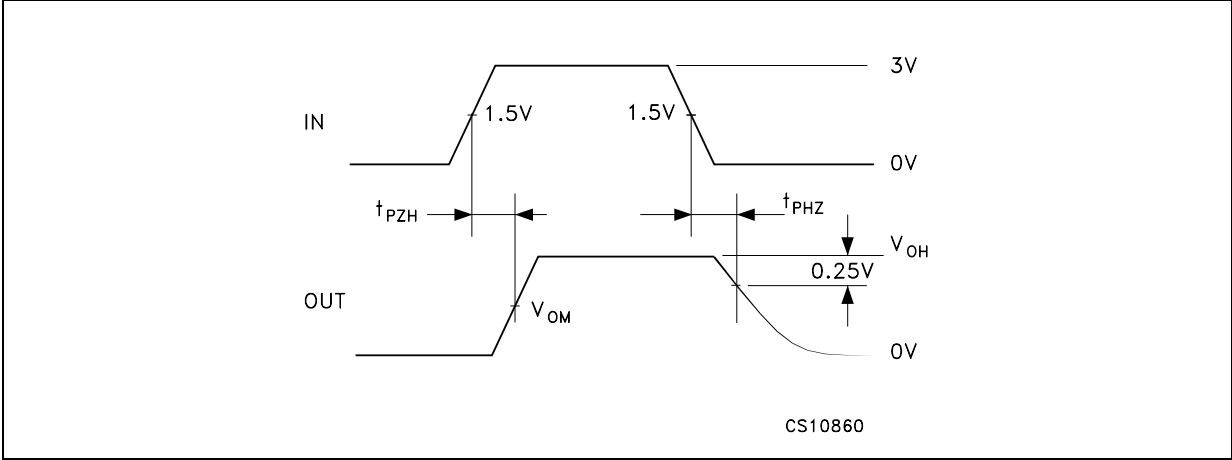 3V
IN
1.5V
1.5V
0V
tPZH
tPHZ
VOH
0.25V
OUT
VOM
0V
CS10860